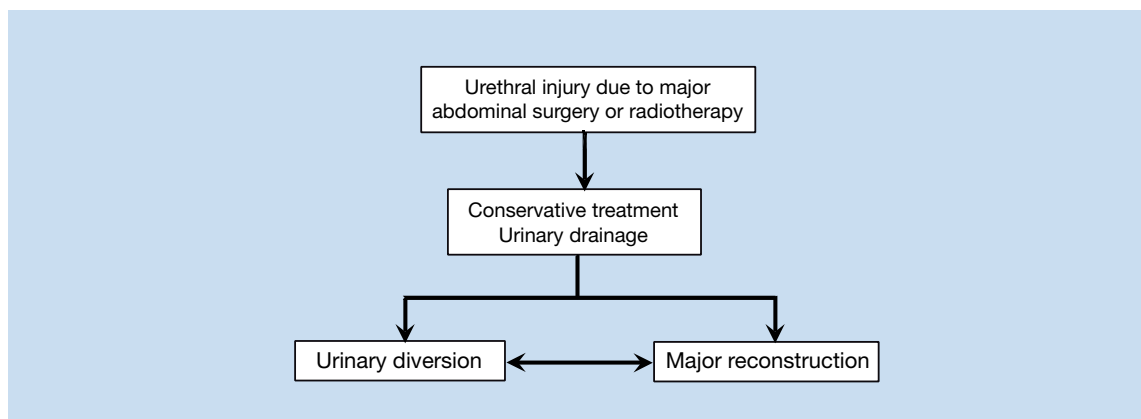 Urethral injury due to major
abdominal surgery or radiotherapy
Conservative treatment
Urinary drainage
Urinary diversion
Major reconstruction